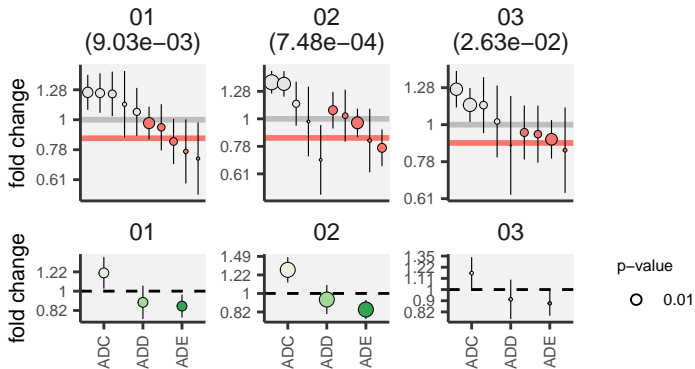 01
(9.03e−03)
02
(7.48e−04)
03
(2.63e−02)
fold change
1.28
1
0.78
0.61
1.28
1
0.78
0.61
1.28
1
0.78
0.61
01
02
03
fold change
1.22
1
0.82
1.49
1.22
1
0.82
1.35
1.22
1.11
1
0.9
0.82
ADC
ADD
ADE
ADC
ADD
ADE
ADC
ADD
ADE
p−value
0.01